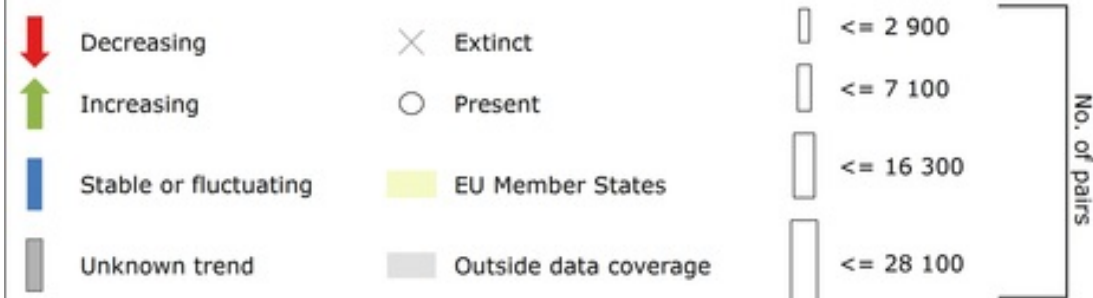 Decreasing
Increasing
Stable or fluctuating
Unknown trend
Extinct
Present
EU Member States
Outside data coverage
<= 2 900
<= 7 100
<= 16 300
<= 28 100
No. of pairs